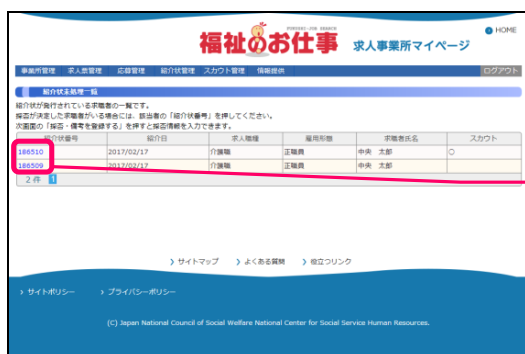 福祉のお仕事 求人事業所マイページ
HOME
事業所管理 求人票管理 応募管理 紹介状管理 スカウト管理 情報提供 ログアウト
紹介状未処理一覧
紹介状が発行されている求職者の一覧です。
採否が決定している求職者がいる場合には、該当者の「紹介状番号」を押してください。
次画面の「採否・備考を登録する」を押すと採否情報を入力できます。
紹介状番号 紹介日 求人職種 雇用形態 求職者氏名 スカウト
186510 2017/02/17 介護職 正職員 中央 太郎 ○
186509 2017/02/17 介護職 正職員 中央 太郎
2 件 1
サイトマップ よくある質問 役立つリンク
サイトポリシー プライバシーポリシー
(C) Japan National Council of Social Welfare National Center for Social Service Human Resources.